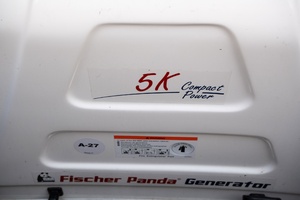 5K Compact
Power
A-27
Fischer Panda Generator